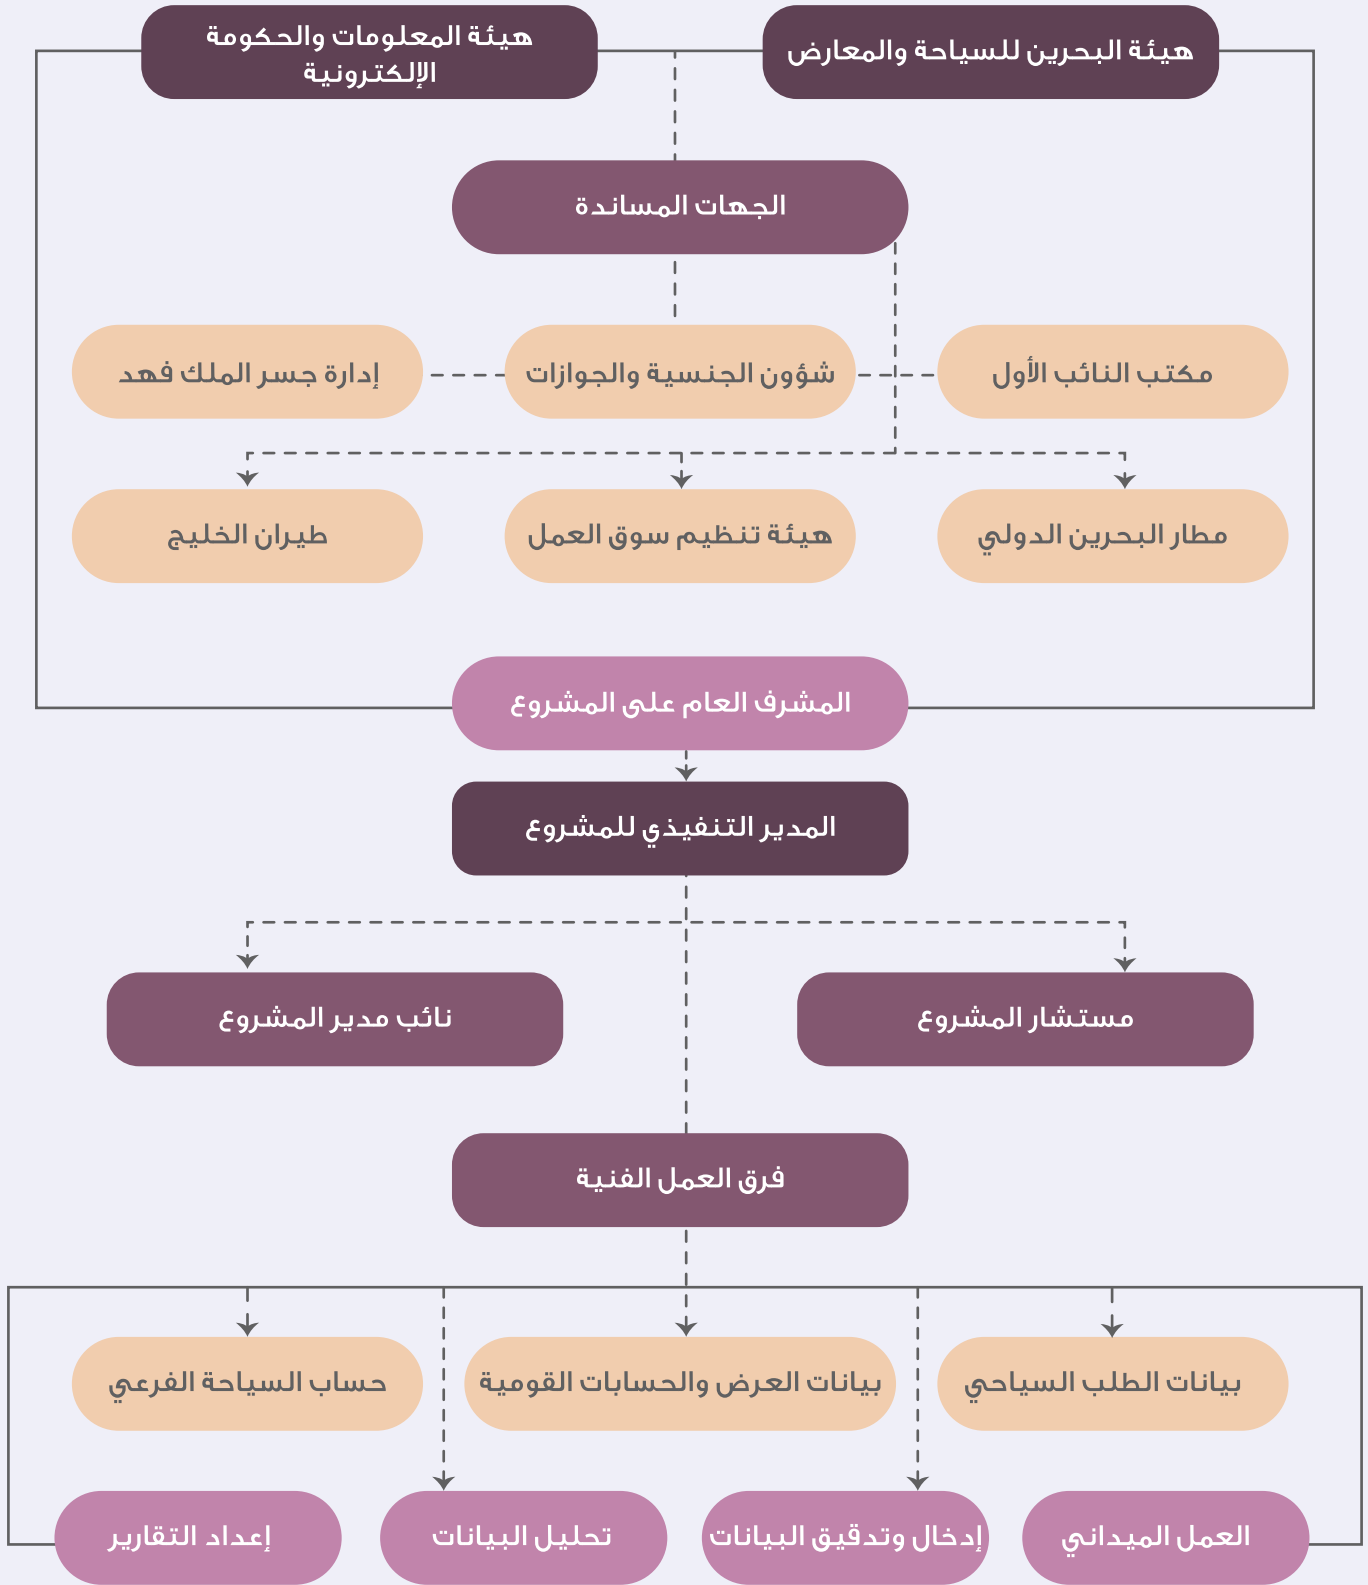 هيئة البحرين للسياحة والمعارض
هيئة المعلومات والحكومة
الإلكترونية
الجهات المساندة
مكتب النائب الأول
شؤون الجنسية والجوازات
إدارة جسر الملك فهد
مطار البحرين الدولي
هيئة تنظيم سوق العمل
طيران الخليج
المشرف العام على المشروع
المدير التنفيذي للمشروع
مستشار المشروع
نائب مدير المشروع
فرق العمل الفنية
بيانات الطلب السياحي
بيانات العرض والحسابات القومية
حساب السياحة الفرعي
العمل الميداني
إدخال وتدقيق البيانات
تحليل البيانات
إعداد التقارير